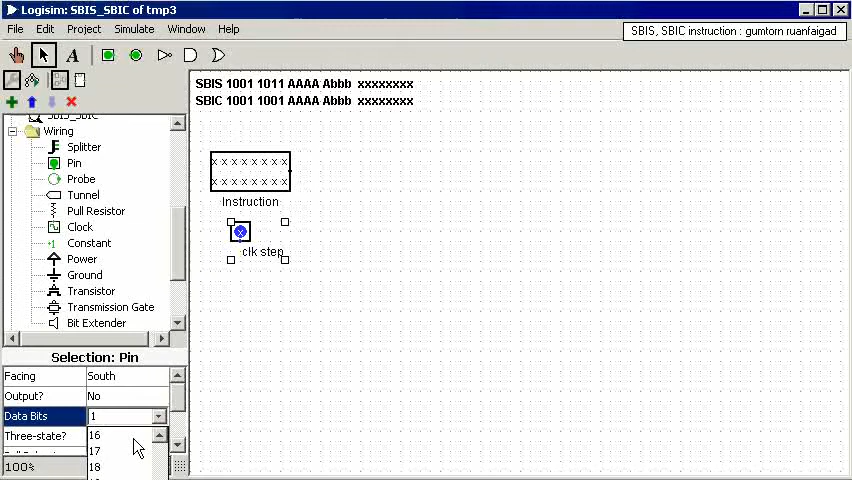 Logisim: SBIS_SBIC of tmp3
File Edit Project Simulate Window Help
SBIS, SBIC instruction : gumtorn ruanfaigad
A
SBIS 1001 1011 AAAA Abbb xxxxxxxx
SBIC 1001 1001 AAAA Abbb xxxxxxxx
SBIS_SBIC
Wiring
Splitter
Pin
Probe
Tunnel
Pull Resistor
Clock
Constant
Power
Ground
Transistor
Transmission Gate
Bit Extender
x x x x x x x x
x x x x x x x x
Instruction
x
clk step
Selection: Pin
Facing South
Output? No
Data Bits 1
Three-state?
16
17
18
100%